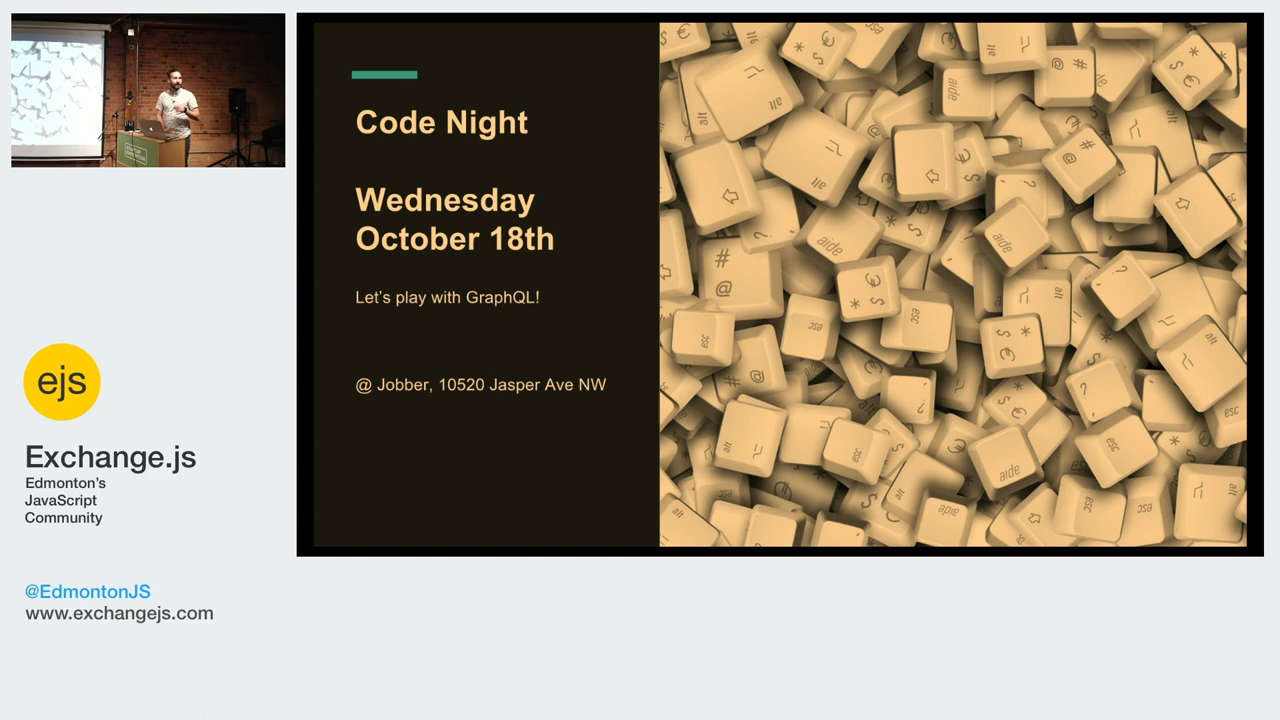 Code Night
Wednesday
October 18th
Let's play with GraphQL!
@ Jobber, 10520 Jasper Ave NW
ejs
Exchange.js
Edmonton's
JavaScript
Community
@EdmontonJS
www.exchangejs.com